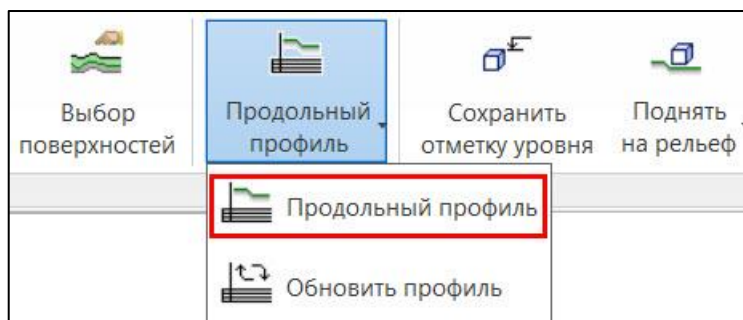 Выбор
поверхностей
Продольный
профиль
Сохранить
отметку уровня
Поднять
на рельеф
Продольный профиль
Обновить профиль